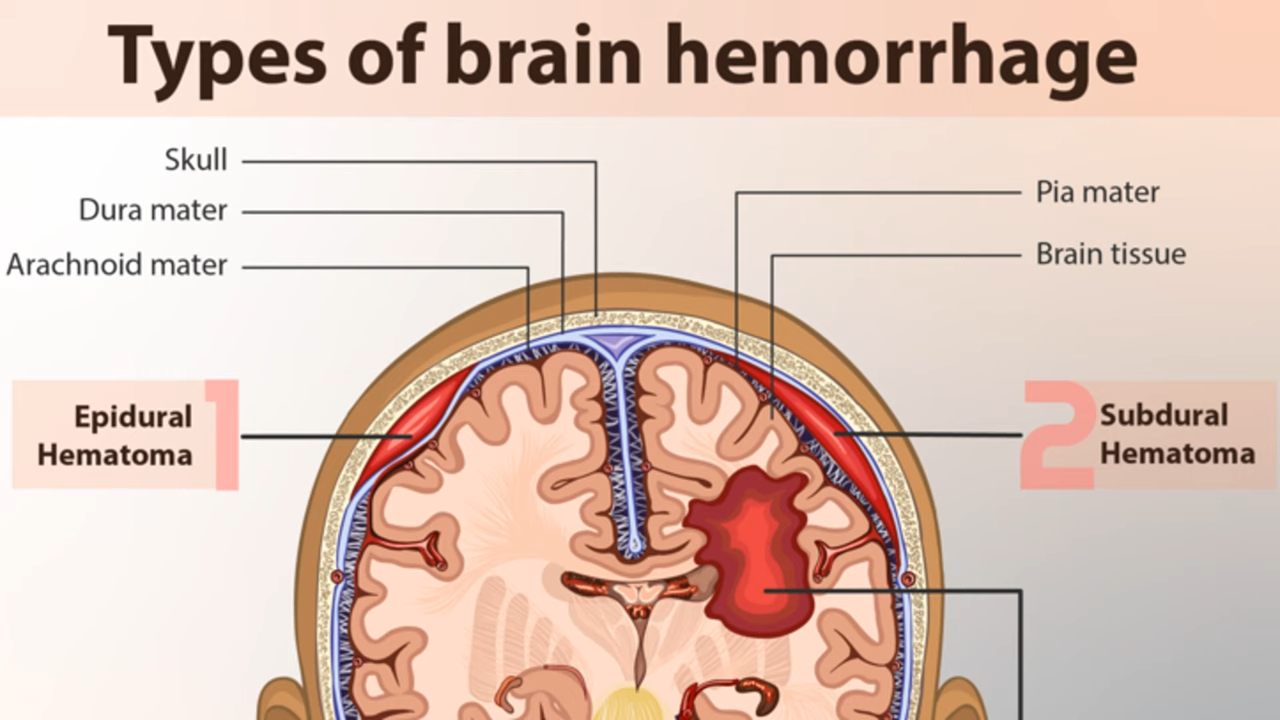 Types of brain hemorrhage
Skull
Dura mater
Arachnoid mater
Pia mater
Brain tissue
Epidural
Hematoma
1
2
Subdural
Hematoma